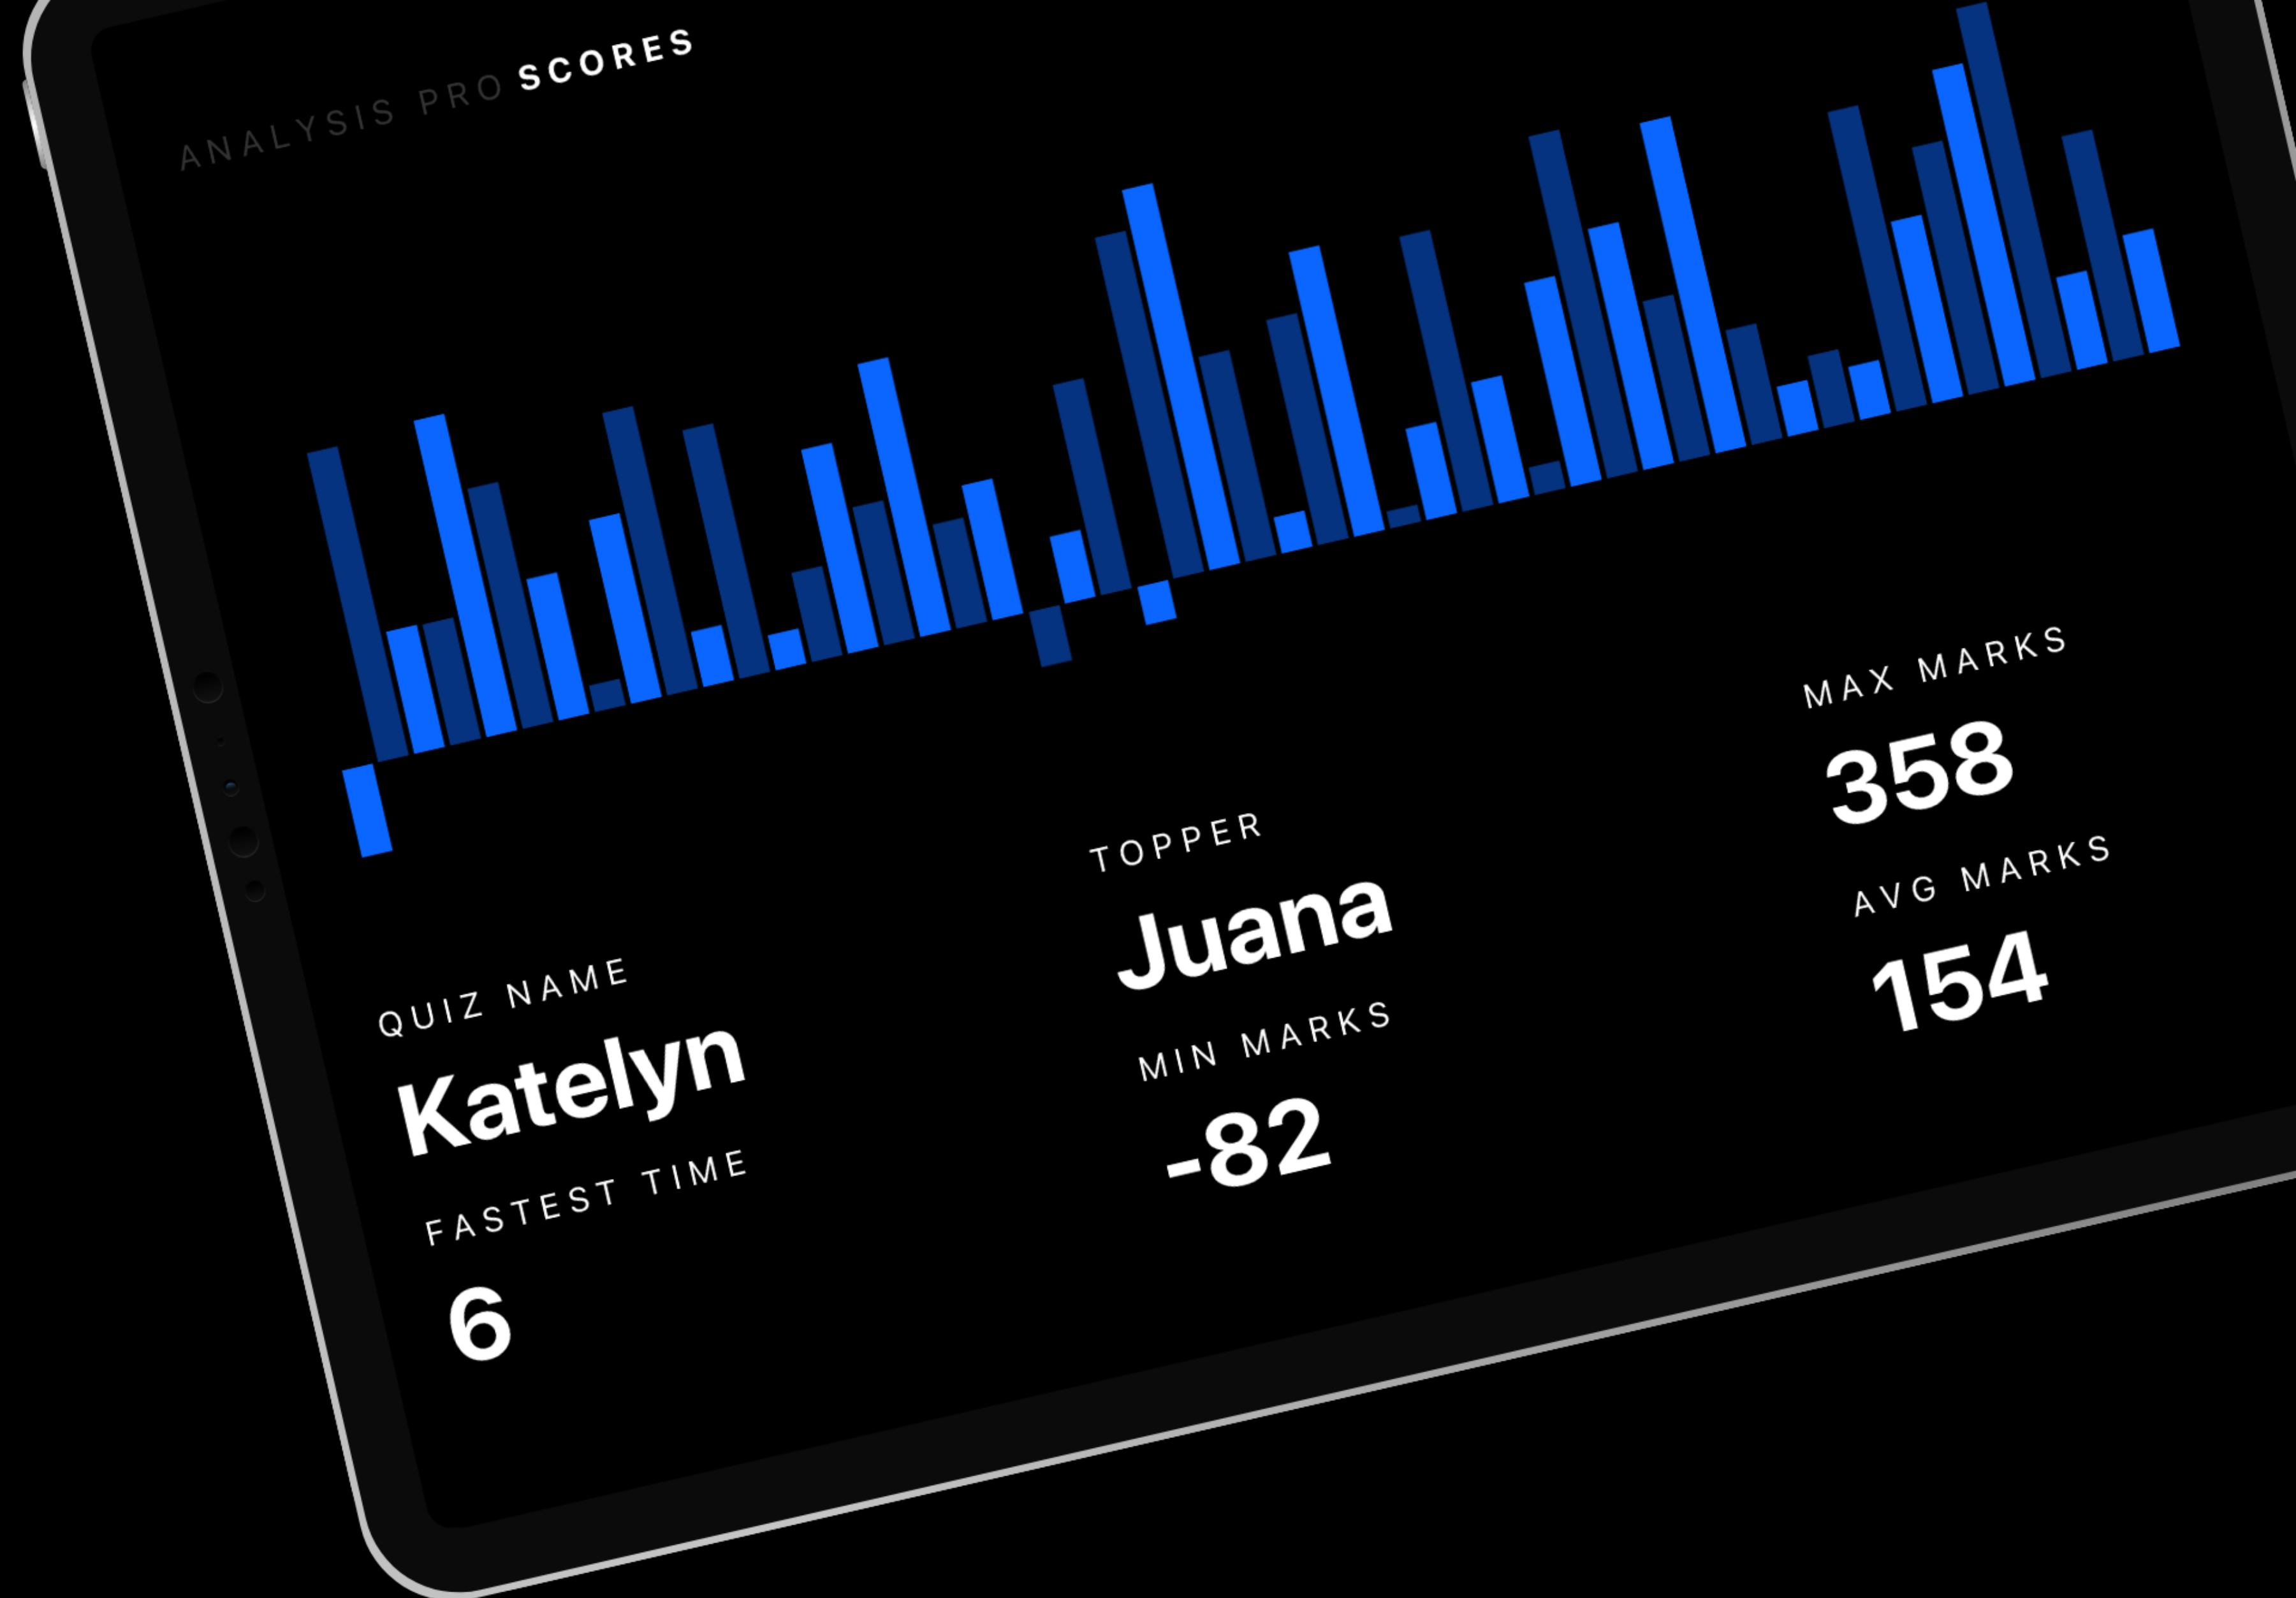 ANALYSIS PRO SCORES
QUIZ NAME
Katelyn
FASTEST TIME
6
TOPPER
Juana
MIN MARKS
-82
MAX MARKS
358
AVG MARKS
154